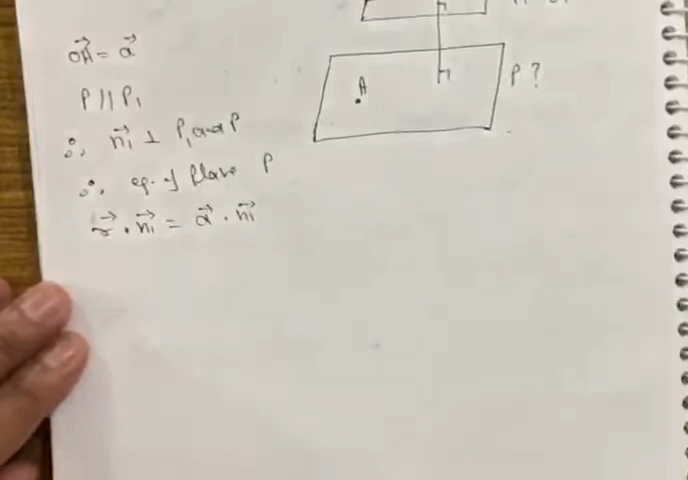 P ?
A
→OA = →a
P || P₁
∴ →n₁ ⊥ P₁ and P
∴ eq. of Plane P
→r . →n₁ = →a . →n₁